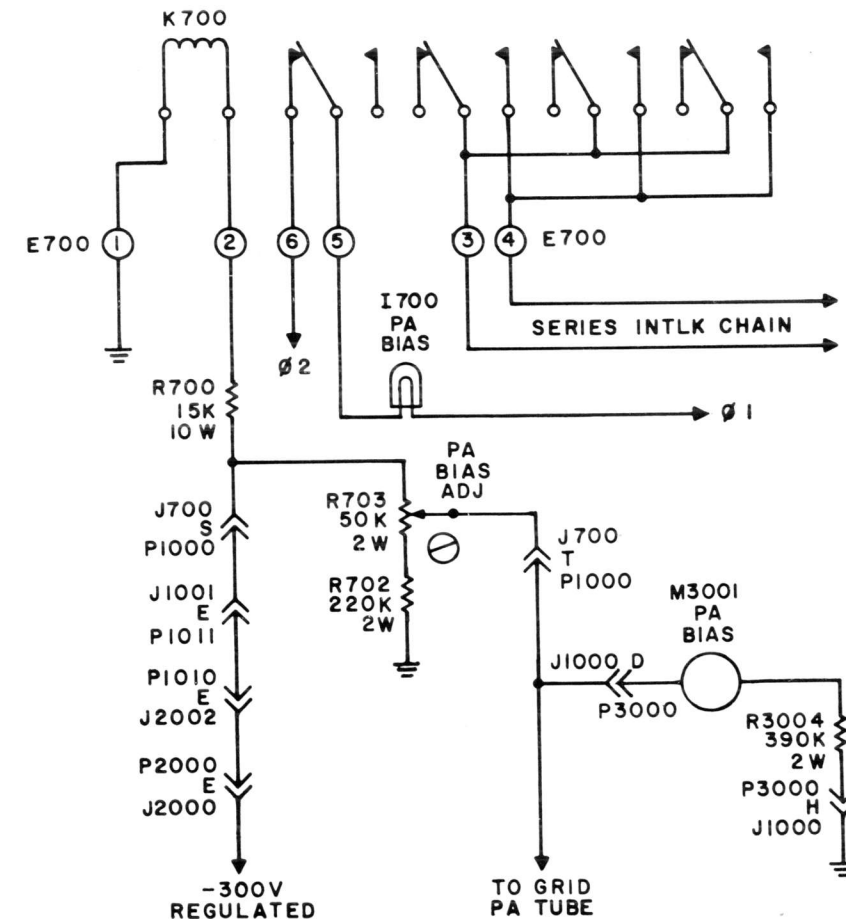 K700
E700
1
2
6
5
3
4
E700
I700
PA
BIAS
SERIES INTLK CHAIN
Ø2
Ø1
R700
15K
10W
PA
BIAS
ADJ
R703
50K
2W
R702
220K
2W
J700
S
P1000
J1001
E
P1011
P1010
E
J2002
P2000
E
J2000
-300V
REGULATED
J700
T
P1000
J1000 D
P3000
M3001
PA
BIAS
R3004
390K
2W
P3000
H
J1000
TO GRID
PA TUBE